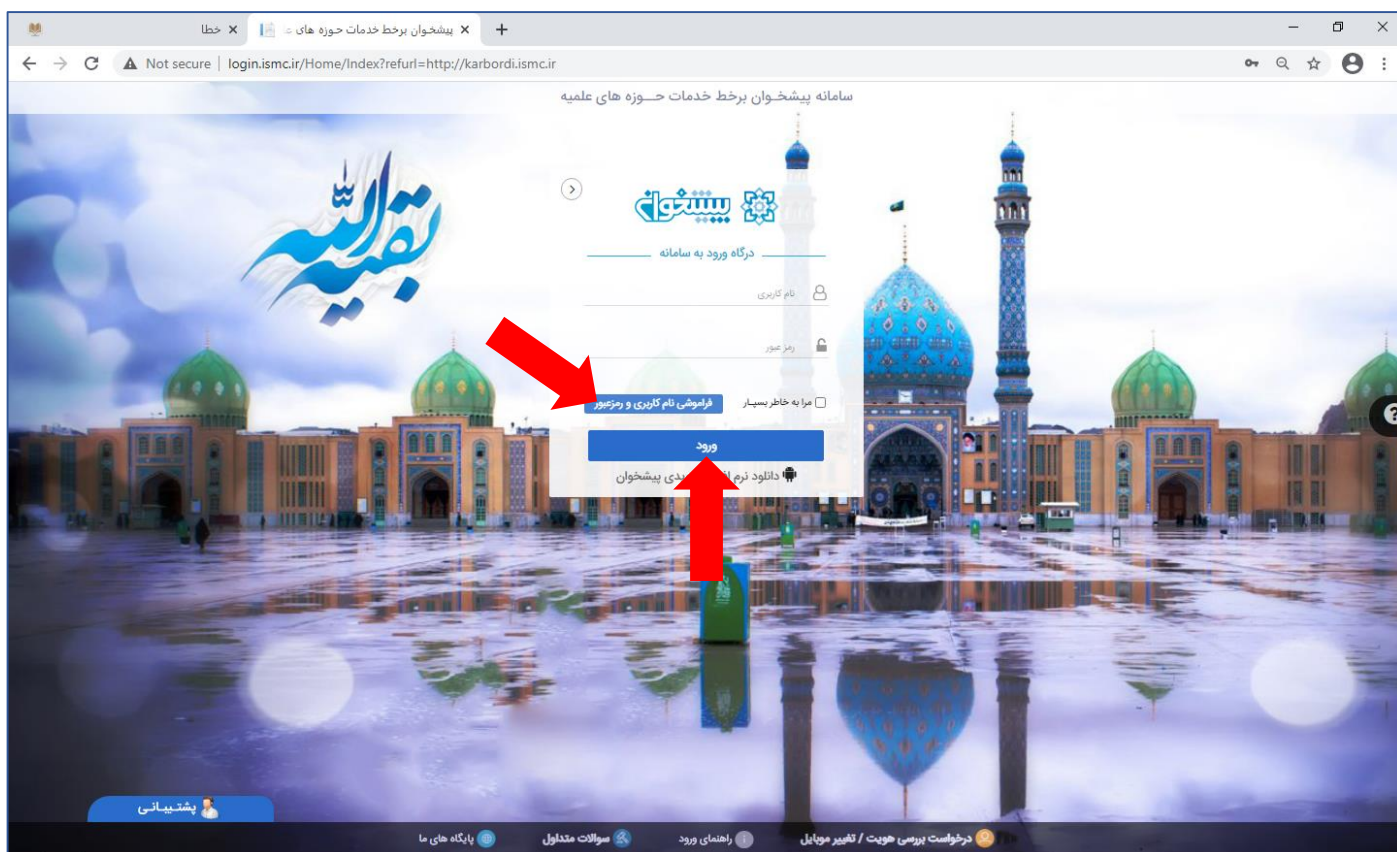 خطا
پیشخوان برخط خدمات حوزه های
Not secure | login.ismc.ir/Home/Index?refurl=http://karbordi.ismc.ir
سامانه پیشخـوان برخط خدمات حـــوزه های علمیه
بقیة الله
پیشخوان
درگاه ورود به سامانه
نام کاربری
رمز عبور
مرا به خاطر بسپـار
فراموشی نام کاربری و رمزعبور
ورود
دانلود نرم پیشخوان
پشتـیبـانـی
درخواست بررسی هویت / تغییر موبایل
راهنمای ورود
سوالات متداول
پایگاه های ما